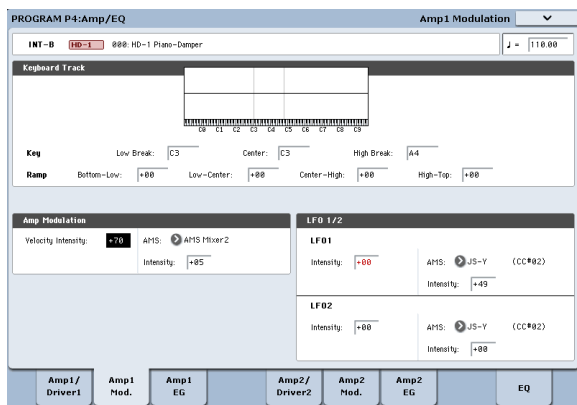 PROGRAM P4:Amp/EQ Amp1 Modulation
INT-B HD-1 000: HD-1 Piano-Damper ♩ = 110.00
Keyboard Track
C0 C1 C2 C3 C4 C5 C6 C7 C8 C9
Key Low Break: C3 Center: C3 High Break: A4
Ramp Bottom-Low: +00 Low-Center: +00 Center-High: +00 High-Top: +00
Amp Modulation LFO 1/2
Velocity Intensity: +70 AMS: AMS Mixer2 LFO1
Intensity: +05 Intensity: +00 AMS: JS-Y (CC#02)
Intensity: +49
LFO2
Intensity: +00 AMS: JS-Y (CC#02)
Intensity: +00
Amp1/ Amp1 Amp1 Amp2/ Amp2 Amp2
Driver1 Mod. EG Driver2 Mod. EG EQ